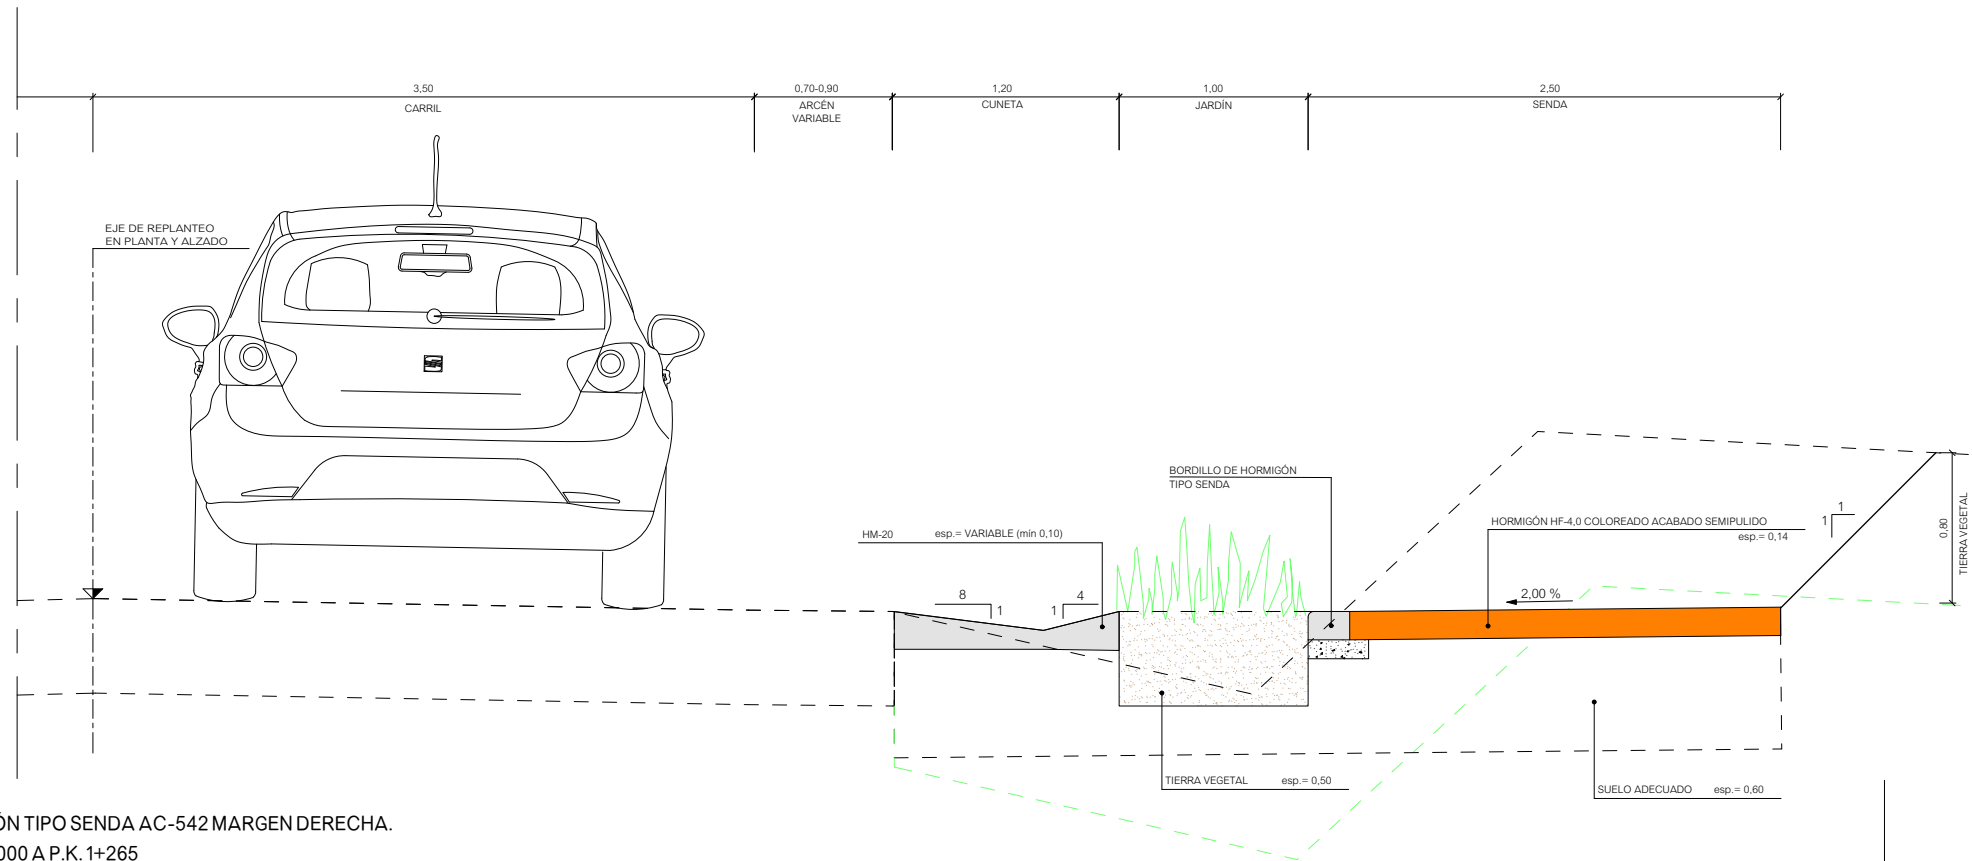 3,50
CARRIL
0,70-0,90
ARCÉN
VARIABLE
1,20
CUNETA
1,00
JARDÍN
2,50
SENDA
EJE DE REPLANTEO
EN PLANTA Y ALZADO
BORDILLO DE HORMIGÓN
TIPO SENDA
HM-20 esp.= VARIABLE (mín 0,10)
HORMIGÓN HF-4,0 COLOREADO ACABADO SEMIPULIDO
esp.= 0,14
1
1
0,80
TIERRA VEGETAL
8
1
4
1
2,00 %
TIERRA VEGETAL esp.= 0,50
SUELO ADECUADO esp.= 0,60
ÓN TIPO SENDA AC-542 MARGEN DERECHA.
000 A P.K. 1+265